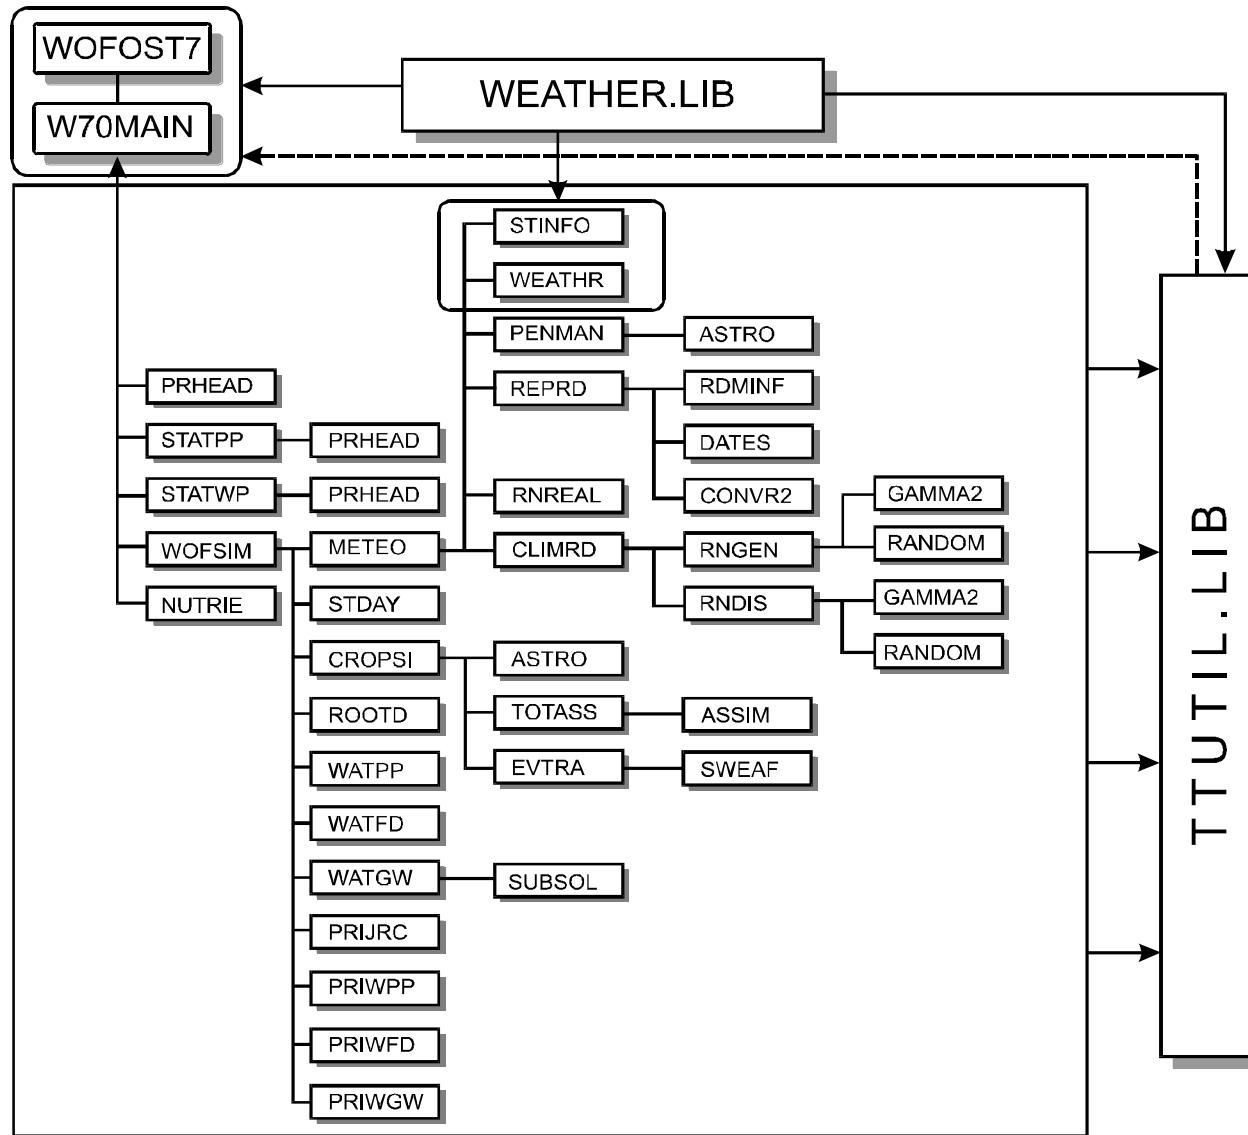 WOFOST7
W70MAIN
WEATHER.LIB
STINFO
WEATHR
PENMAN
ASTRO
PRHEAD
REPRD
RDMINF
STATPP
PRHEAD
DATES
STATWP
PRHEAD
RNREAL
CONVR2
GAMMA2
WOFSIM
METEO
CLIMRD
RNGEN
RANDOM
NUTRIE
STDAY
RNDIS
GAMMA2
CROPSI
ASTRO
RANDOM
ROOTD
TOTASS
ASSIM
WATPP
EVTRA
SWEAF
WATFD
WATGW
SUBSOL
PRIJRC
PRIWPP
PRIWFD
PRIWGW
TTUTIL.LIB